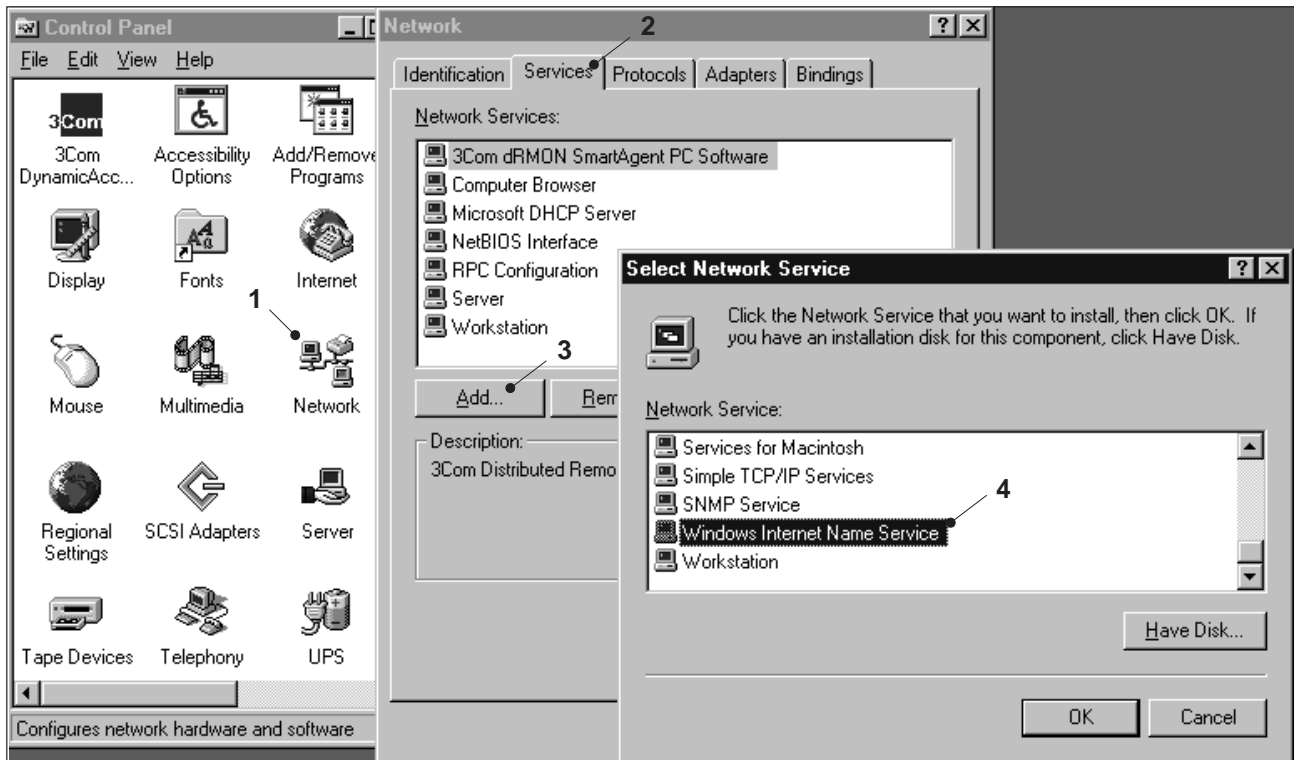 Control Panel
File Edit View Help
3Com
3Com DynamicAcc...
Accessibility Options
Add/Remove Programs
Display
Fonts
Internet
1
Mouse
Multimedia
Network
Regional Settings
SCSI Adapters
Server
Tape Devices
Telephony
UPS
Configures network hardware and software
Network
2
Identification Services Protocols Adapters Bindings
Network Services:
3Com dRMON SmartAgent PC Software
Computer Browser
Microsoft DHCP Server
NetBIOS Interface
RPC Configuration
Server
Workstation
3
Add... Rem
Description:
3Com Distributed Remo
Select Network Service
Click the Network Service that you want to install, then click OK. If
you have an installation disk for this component, click Have Disk.
Network Service:
Services for Macintosh
Simple TCP/IP Services
SNMP Service
4
Windows Internet Name Service
Workstation
Have Disk...
OK Cancel